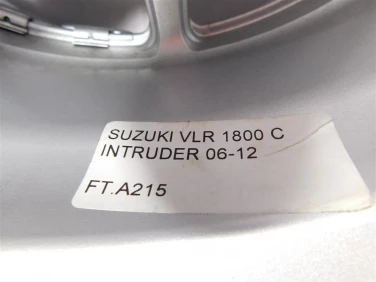 SUZUKI VLR 1800 C
INTRUDER 06-12
FT.A215